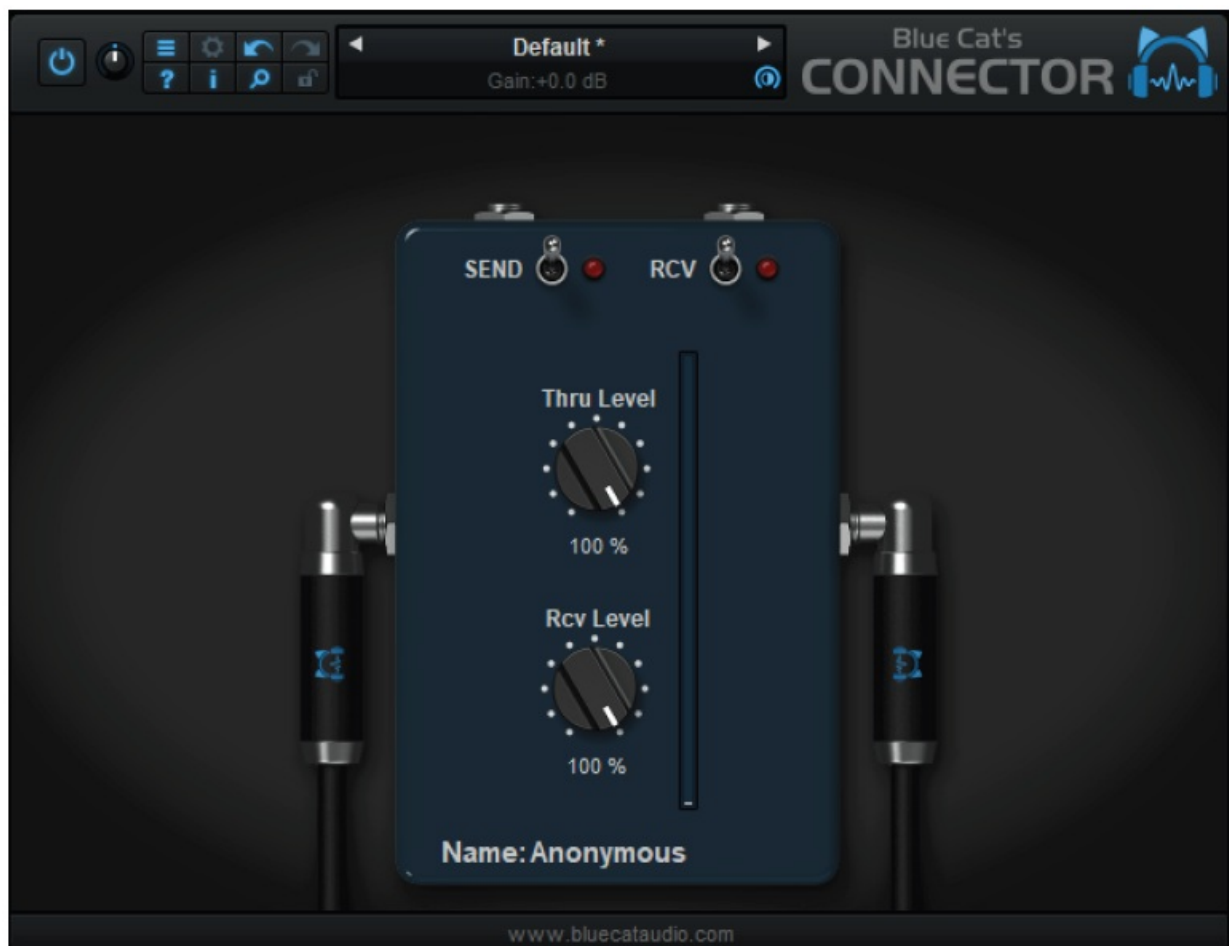 Default *
Gain:+0.0 dB
Blue Cat's
CONNECTOR
SEND
RCV
Thru Level
100 %
Rcv Level
100 %
Name: Anonymous
www.bluecataudio.com